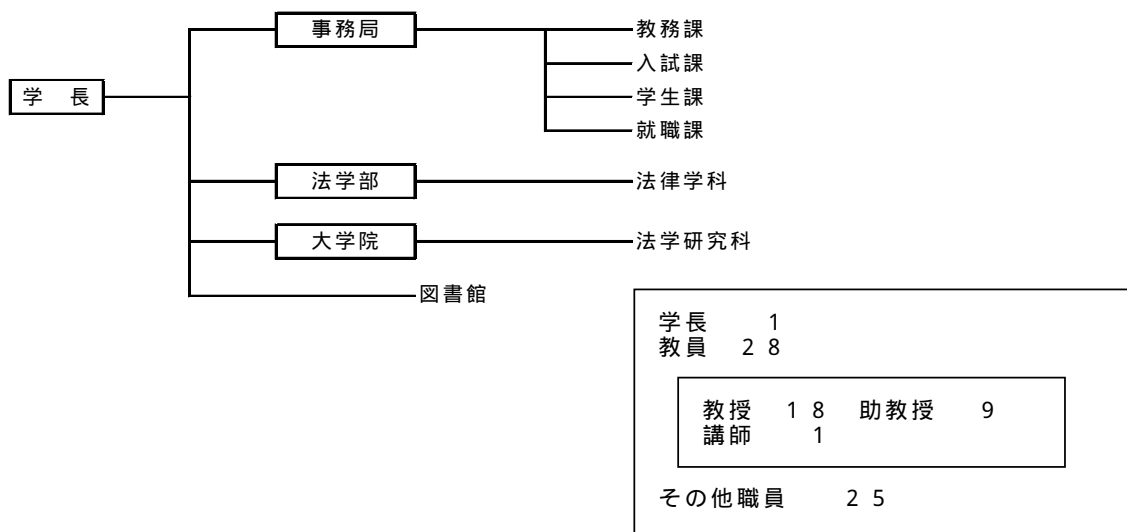 事務局
教務課
入試課
学長
学生課
就職課
法学部
法律学科
大学院
法学研究科
図書館
学長 1
教員 28
教授 18 助教授 9
講師 1
その他職員 25